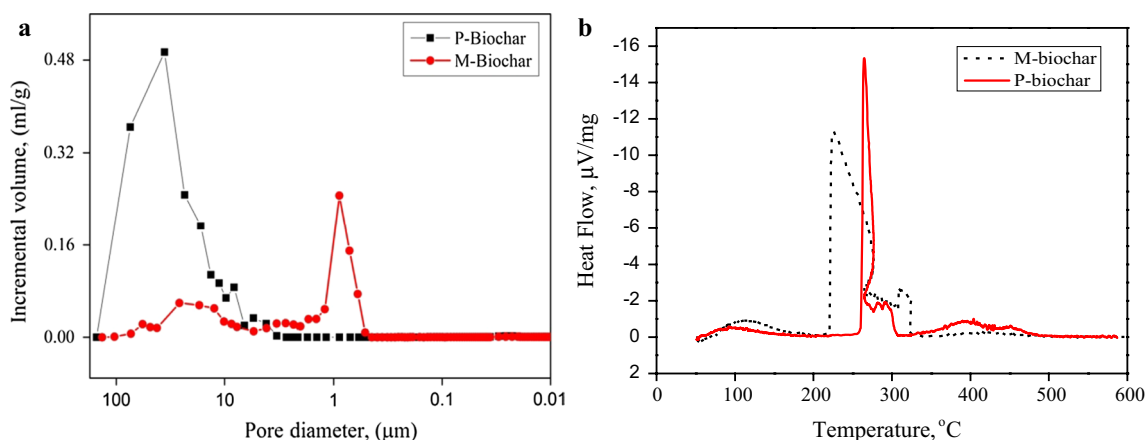 a
P-Biochar
M-Biochar
Incremental volume, (ml/g)
0.48
0.32
0.16
0.00
100 10 1 0.1 0.01
Pore diameter, (μm)
b
M-biochar
P-biochar
Heat Flow, μV/mg
-16
-14
-12
-10
-8
-6
-4
-2
0
2
0 100 200 300 400 500 600
Temperature, °C